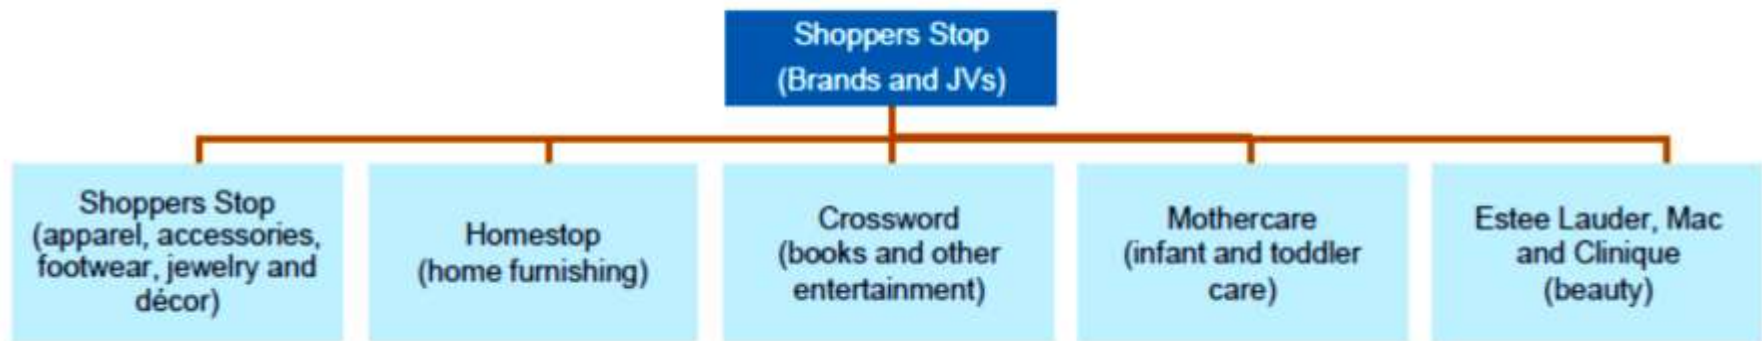 Shoppers Stop
(Brands and JVs)
Shoppers Stop
(apparel, accessories,
footwear, jewelry and
décor)
Homestop
(home furnishing)
Crossword
(books and other
entertainment)
Mothercare
(infant and toddler
care)
Estee Lauder, Mac
and Clinique
(beauty)